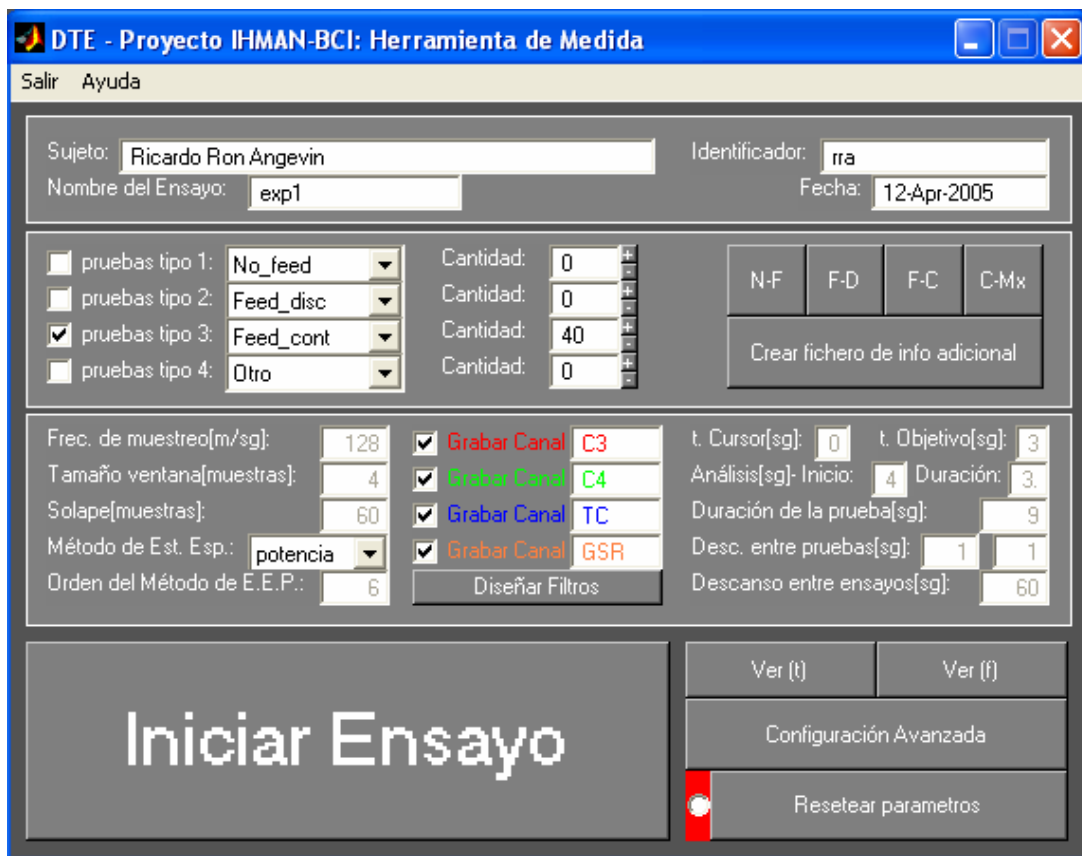 DTE - Proyecto IHMAN-BCI: Herramienta de Medida
Salir Ayuda
Sujeto: Ricardo Ron Angevin Identificador: rra
Nombre del Ensayo: exp1 Fecha: 12-Apr-2005
pruebas tipo 1: No_feed Cantidad: 0 + -
pruebas tipo 2: Feed_disc Cantidad: 0 + -
pruebas tipo 3: Feed_cont Cantidad: 40 + -
pruebas tipo 4: Otro Cantidad: 0 + -
N-F F-D F-C C-Mx
Crear fichero de info adicional
Frec. de muestreo[m/sg]: 128
Tamaño ventana[muestras]: 4
Solape[muestras]: 60
Método de Est. Esp.: potencia
Orden del Método de E.E.P.: 6
Grabar Canal C3
Grabar Canal C4
Grabar Canal TC
Grabar Canal GSR
Diseñar Filtros
t. Cursor[sg]: 0 t. Objetivo[sg]: 3
Análisis[sg]- Inicio: 4 Duración: 3.
Duración de la prueba[sg]: 9
Desc. entre pruebas[sg]: 1 1
Descanso entre ensayos[sg]: 60
Iniciar Ensayo
Ver (t) Ver (f)
Configuración Avanzada
Resetear parametros